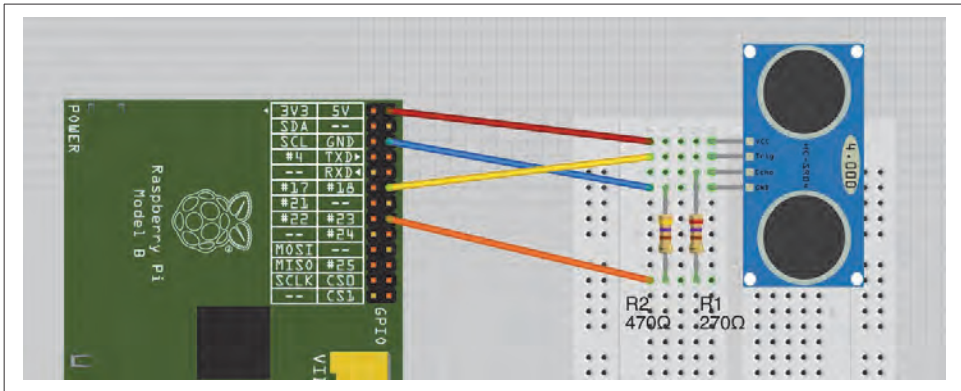 POWER
Raspberry Pi
Model B
3V3 5V
SDA --
SCL GND
#4 TXD
-- RXD
#17 #18
#21 --
#22 #23
-- #24
MOSI --
MISO #25
SCLK CS0
-- CS1
GPIO
VI
VCC
Trig
Echo
GND
HC-SR04
4.000
R2
470Ω
R1
270Ω